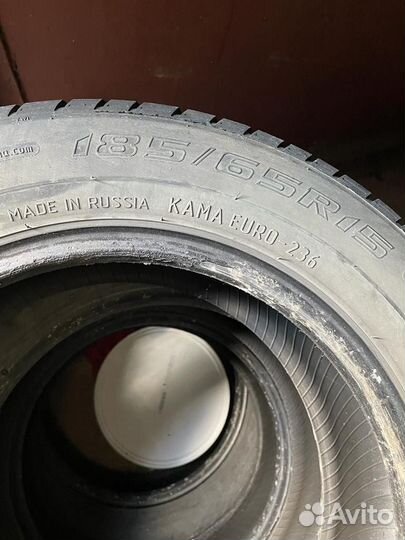 185/65R15
MADE IN RUSSIA KAMA EURO-236
Avito